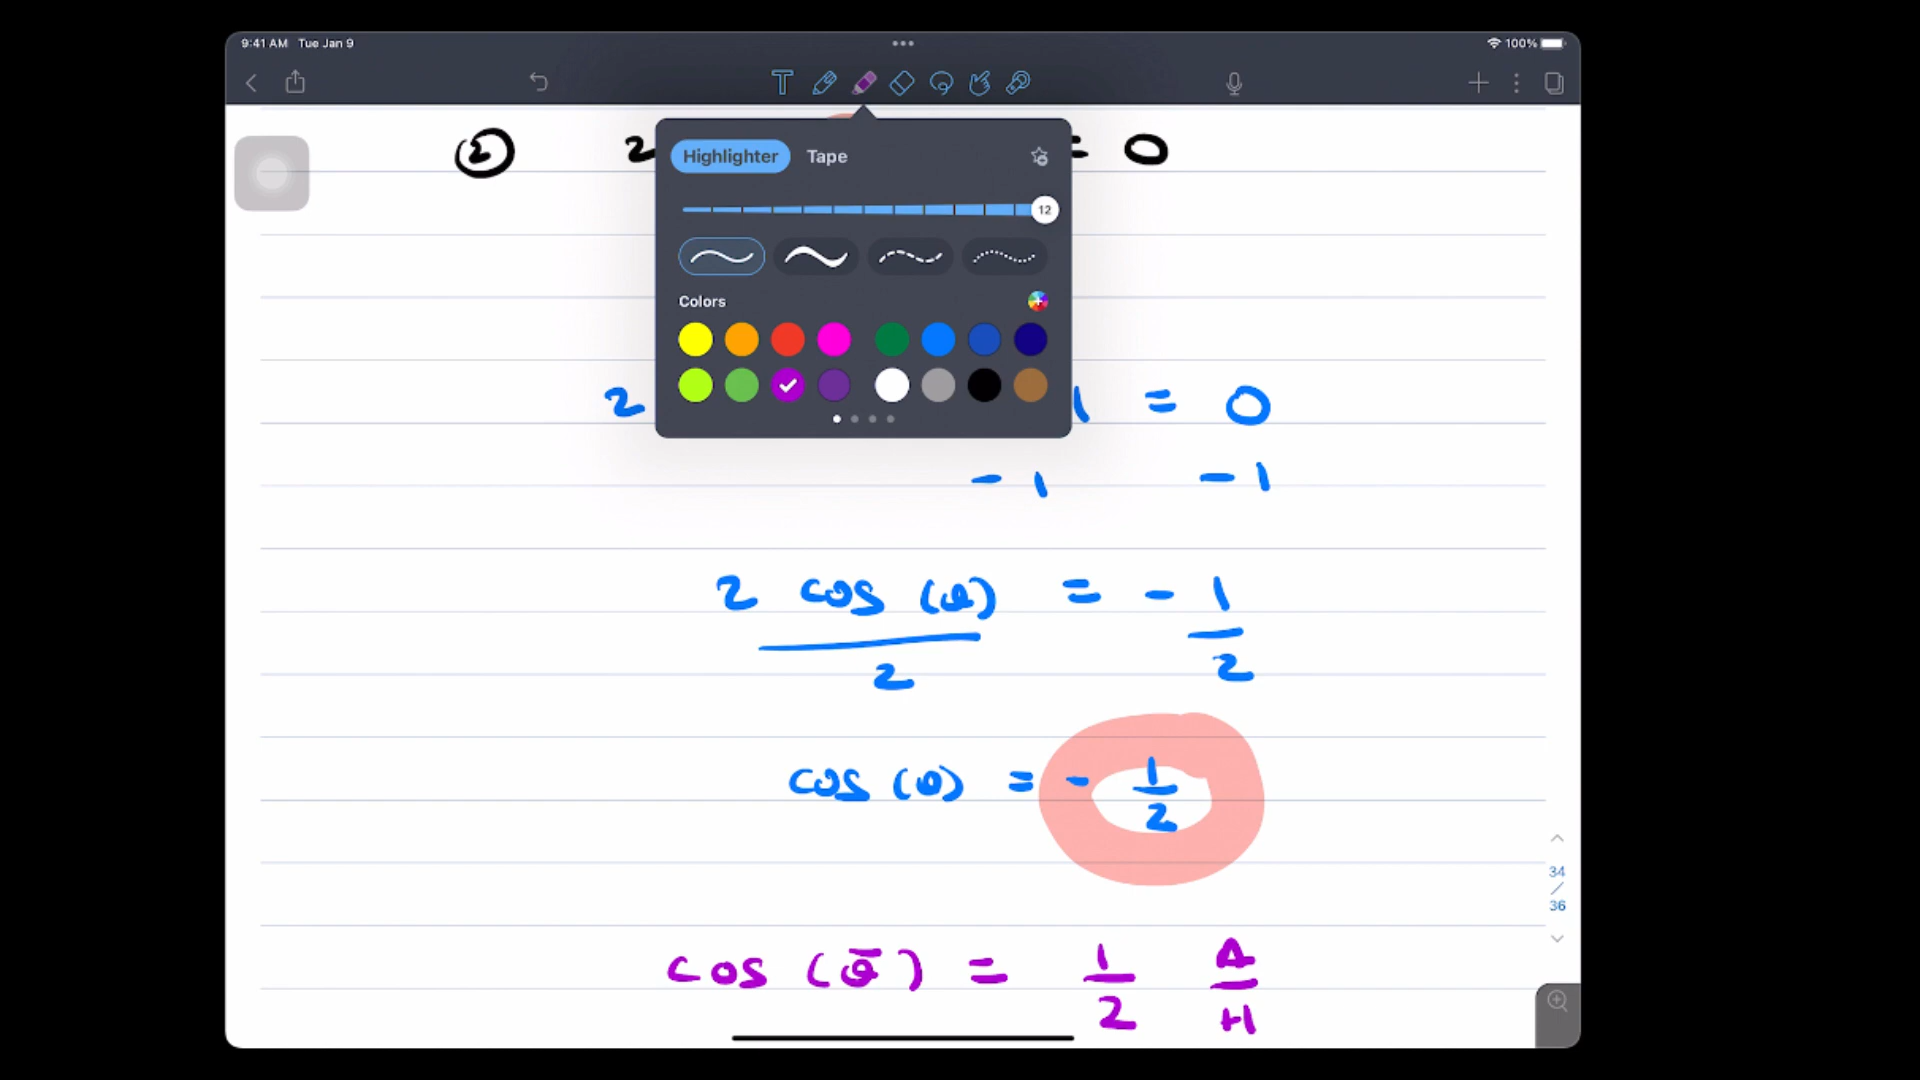 9:41 AM Tue Jan 9
100%
② 2 = 0
Highlighter Tape
12
Colors
2 1 = 0
- 1 - 1
2 cos (θ) = - 1
2 2
cos (θ) = - 1
2
34
/
36
cos (θ̄) = 1 A
2 H